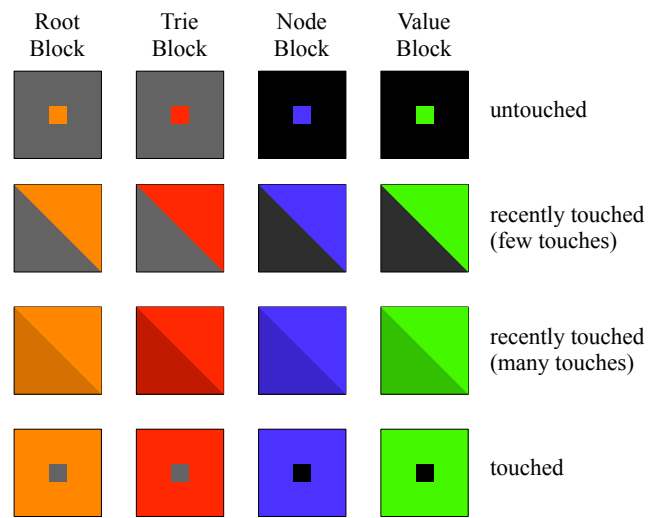 Root Trie Node Value
Block Block Block Block
untouched
recently touched
(few touches)
recently touched
(many touches)
touched